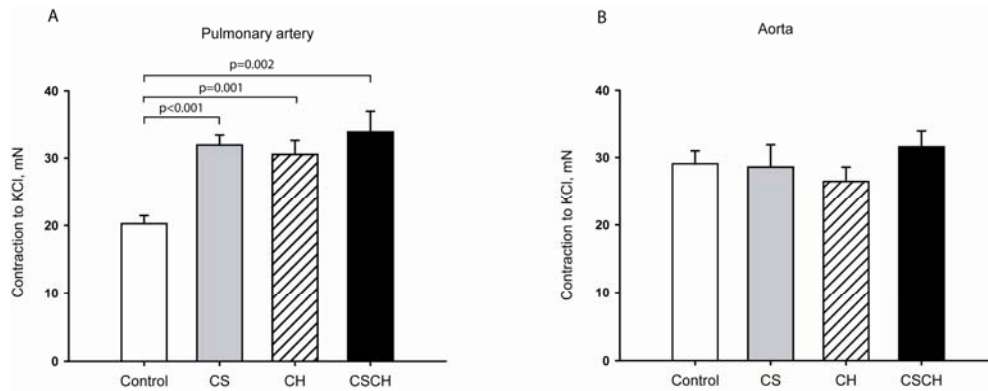 A
Pulmonary artery
p=0.002
p=0.001
p<0.001
Contraction to KCl, mN
40
30
20
10
0
Control CS CH CSCH
B
Aorta
Contraction to KCl, mN
40
30
20
10
0
Control CS CH CSCH